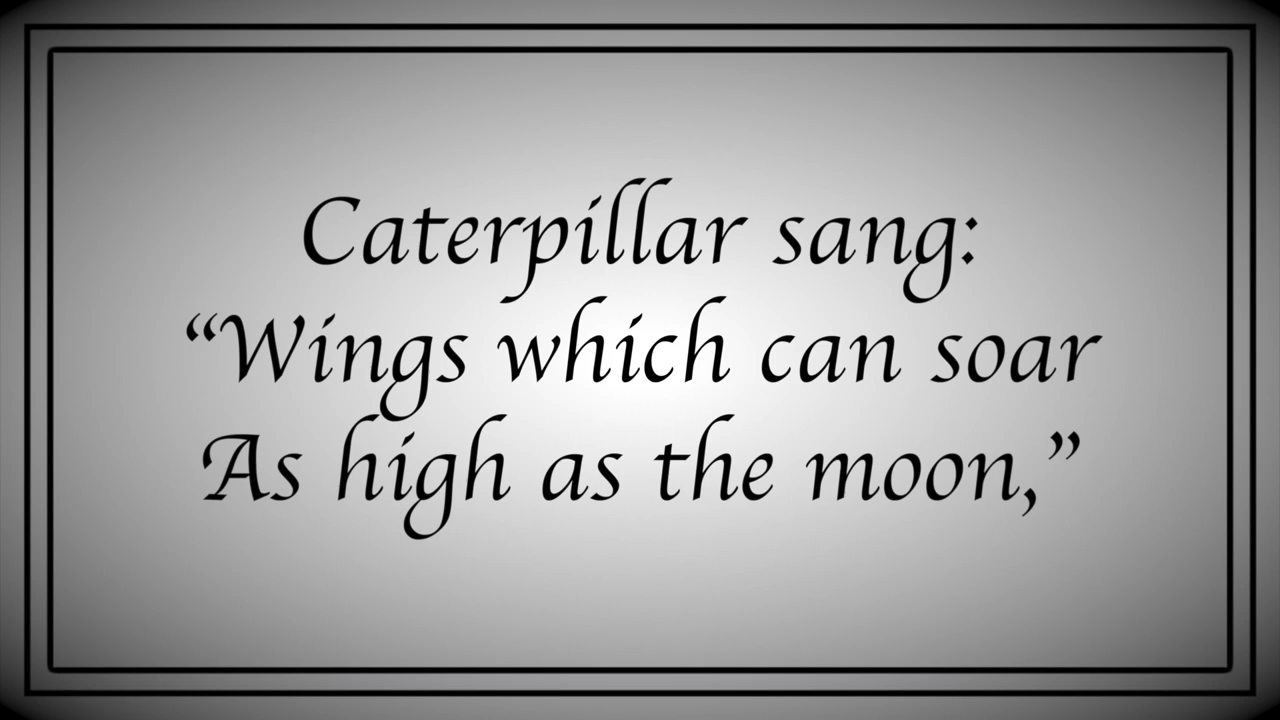 Caterpillar sang:
“Wings which can soar
As high as the moon,”